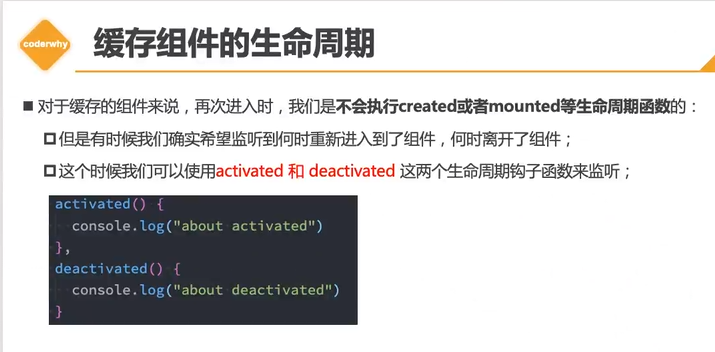 coderwhy
缓存组件的生命周期
对于缓存的组件来说，再次进入时，我们是不会执行created或者mounted等生命周期函数的：
但是有时候我们确实希望监听到何时重新进入到了组件，何时离开了组件；
这个时候我们可以使用activated 和 deactivated 这两个生命周期钩子函数来监听；
activated() {
  console.log("about activated")
},
deactivated() {
  console.log("about deactivated")
}